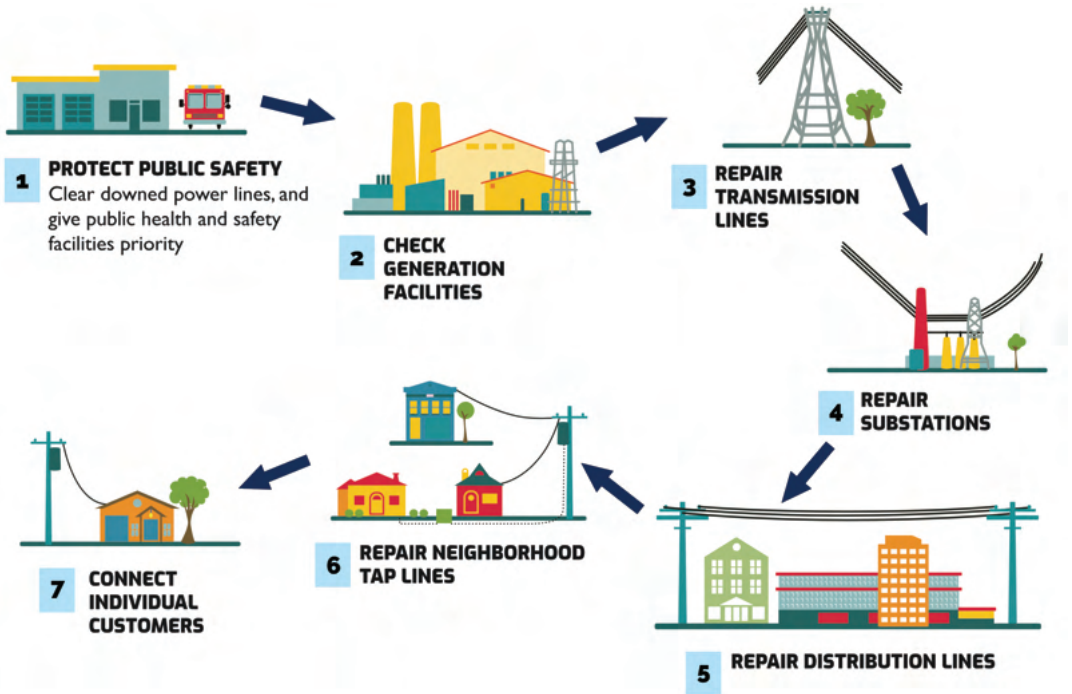 1
PROTECT PUBLIC SAFETY
Clear downed power lines, and
give public health and safety
facilities priority
2
CHECK
GENERATION
FACILITIES
3
REPAIR
TRANSMISSION
LINES
4
REPAIR
SUBSTATIONS
5
REPAIR DISTRIBUTION LINES
6
REPAIR NEIGHBORHOOD
TAP LINES
7
CONNECT
INDIVIDUAL
CUSTOMERS